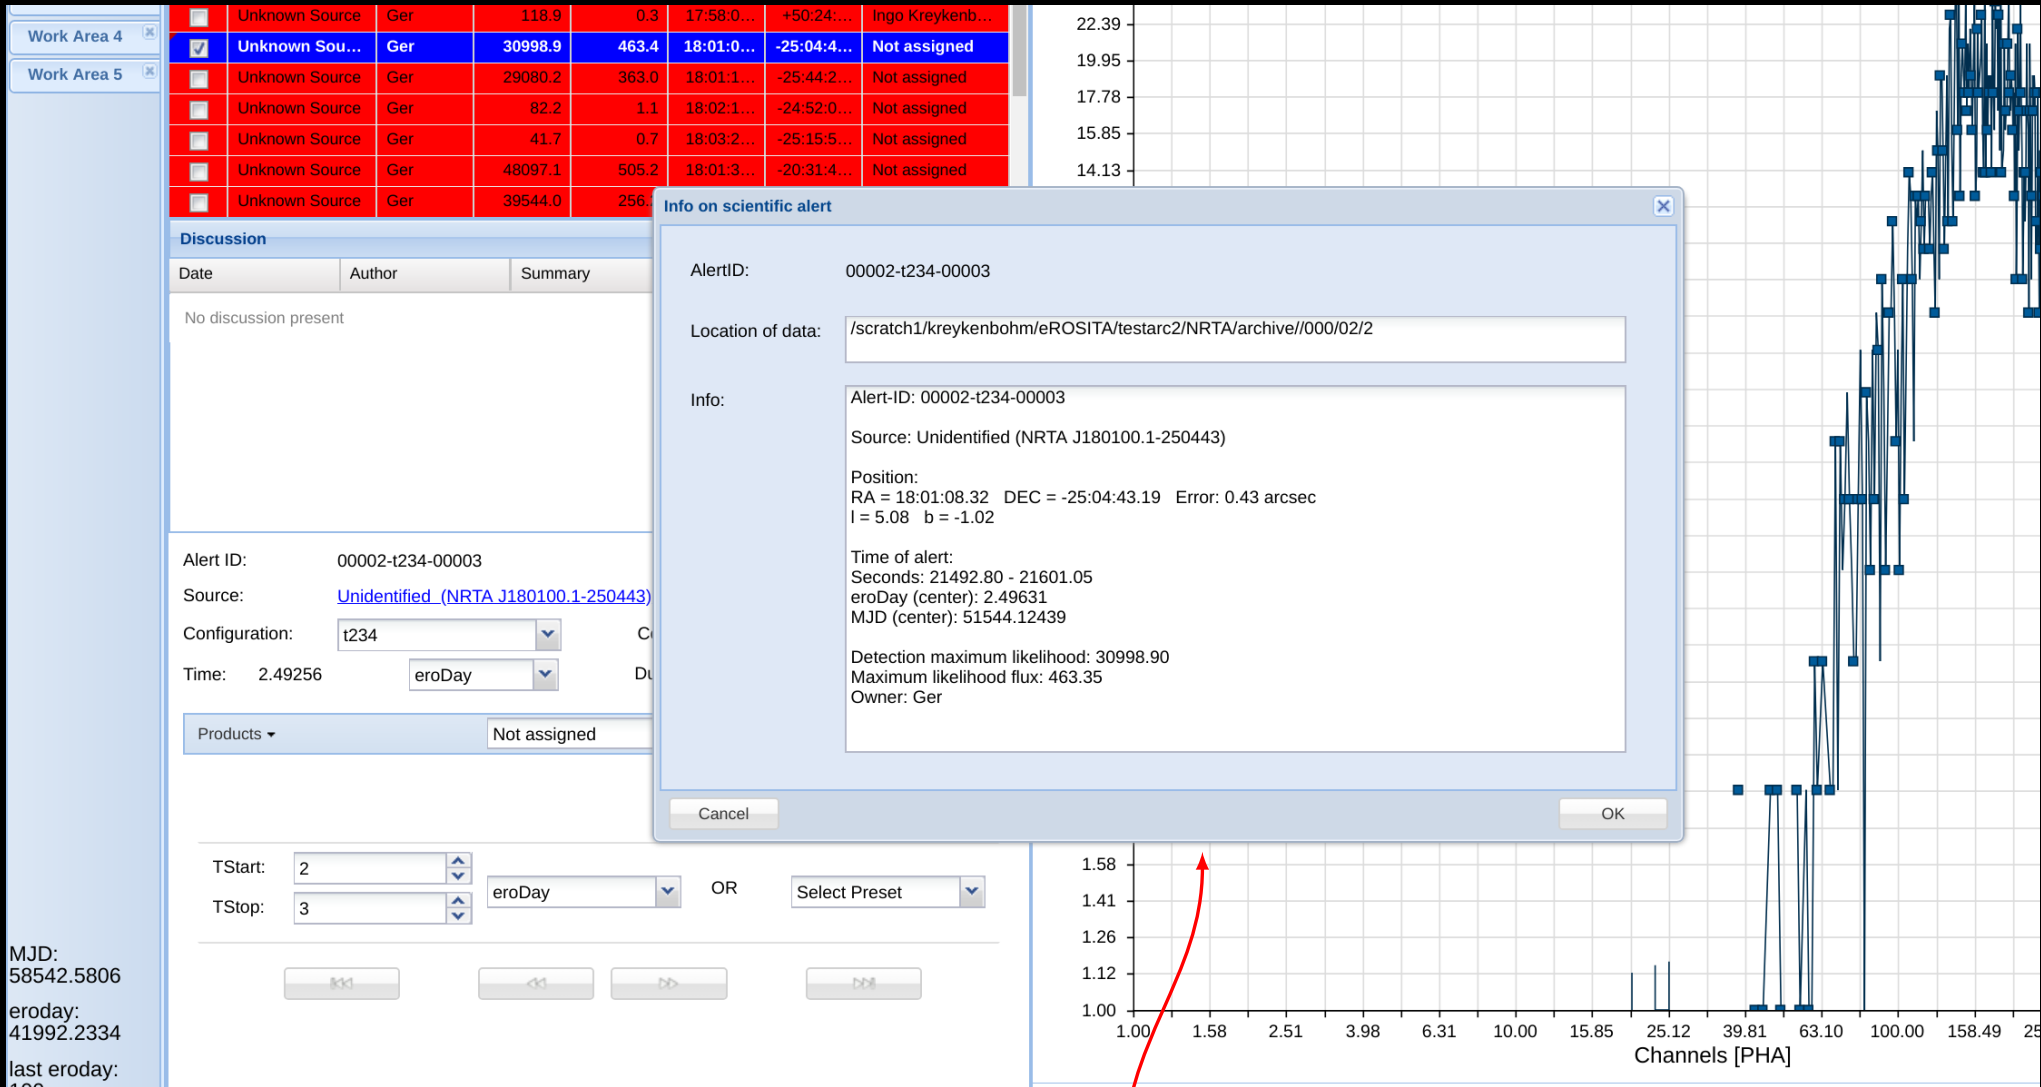 Work Area 4
Work Area 5
MJD:
58542.5806
eroday:
41992.2334
last eroday:
Unknown Source Ger 118.9 0.3 17:58:0... +50:24:... Ingo Kreykenb...
Unknown Sou... Ger 30998.9 463.4 18:01:0... -25:04:4... Not assigned
Unknown Source Ger 29080.2 363.0 18:01:1... -25:44:2... Not assigned
Unknown Source Ger 82.2 1.1 18:02:1... -24:52:0... Not assigned
Unknown Source Ger 41.7 0.7 18:03:2... -25:15:5... Not assigned
Unknown Source Ger 48097.1 505.2 18:01:3... -20:31:4... Not assigned
Unknown Source Ger 39544.0 256.
Discussion
Date Author Summary
No discussion present
Alert ID: 00002-t234-00003
Source: Unidentified (NRTA J180100.1-250443)
Configuration: t234
Time: 2.49256 eroDay
Products Not assigned
TStart: 2
TStop: 3
eroDay OR Select Preset
Info on scientific alert
AlertID: 00002-t234-00003
Location of data: /scratch1/kreykenbohm/eROSITA/testarc2/NRTA/archive//000/02/2
Info:
Alert-ID: 00002-t234-00003
Source: Unidentified (NRTA J180100.1-250443)
Position:
RA = 18:01:08.32 DEC = -25:04:43.19 Error: 0.43 arcsec
l = 5.08 b = -1.02
Time of alert:
Seconds: 21492.80 - 21601.05
eroDay (center): 2.49631
MJD (center): 51544.12439
Detection maximum likelihood: 30998.90
Maximum likelihood flux: 463.35
Owner: Ger
Cancel OK
22.39
19.95
17.78
15.85
14.13
1.58
1.41
1.26
1.12
1.00
1.00 1.58 2.51 3.98 6.31 10.00 15.85 25.12 39.81 63.10 100.00 158.49 25
Channels [PHA]